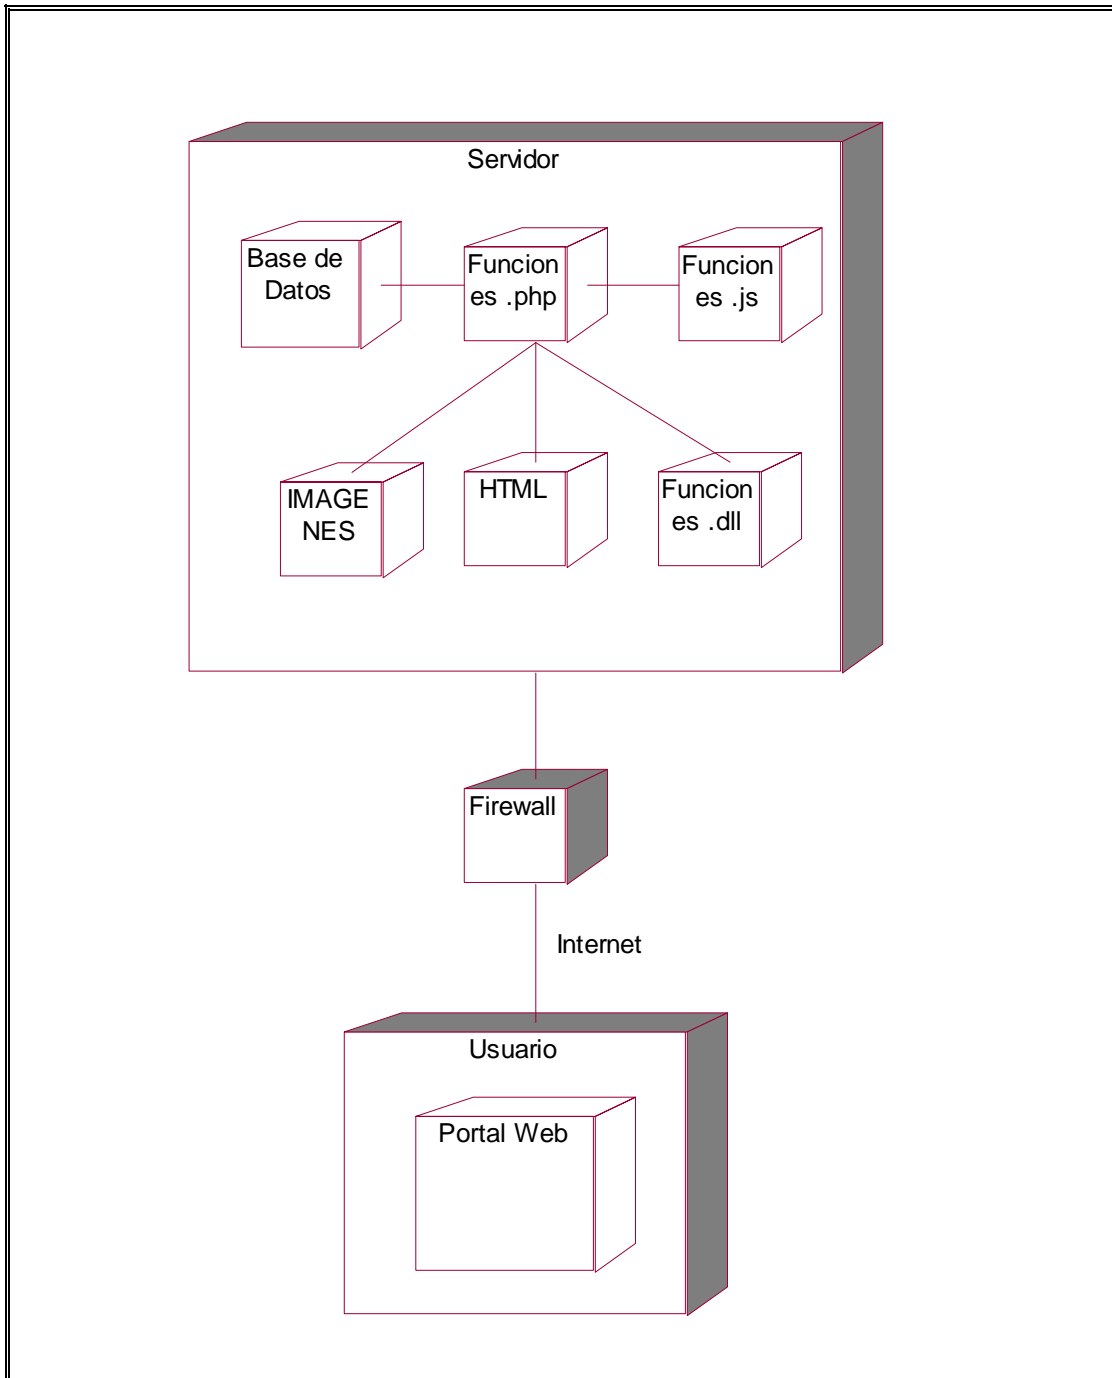 Servidor
Base de
Datos
Funcion
es .php
Funcion
es .js
IMAGE
NES
HTML
Funcion
es .dll
Firewall
Internet
Usuario
Portal Web